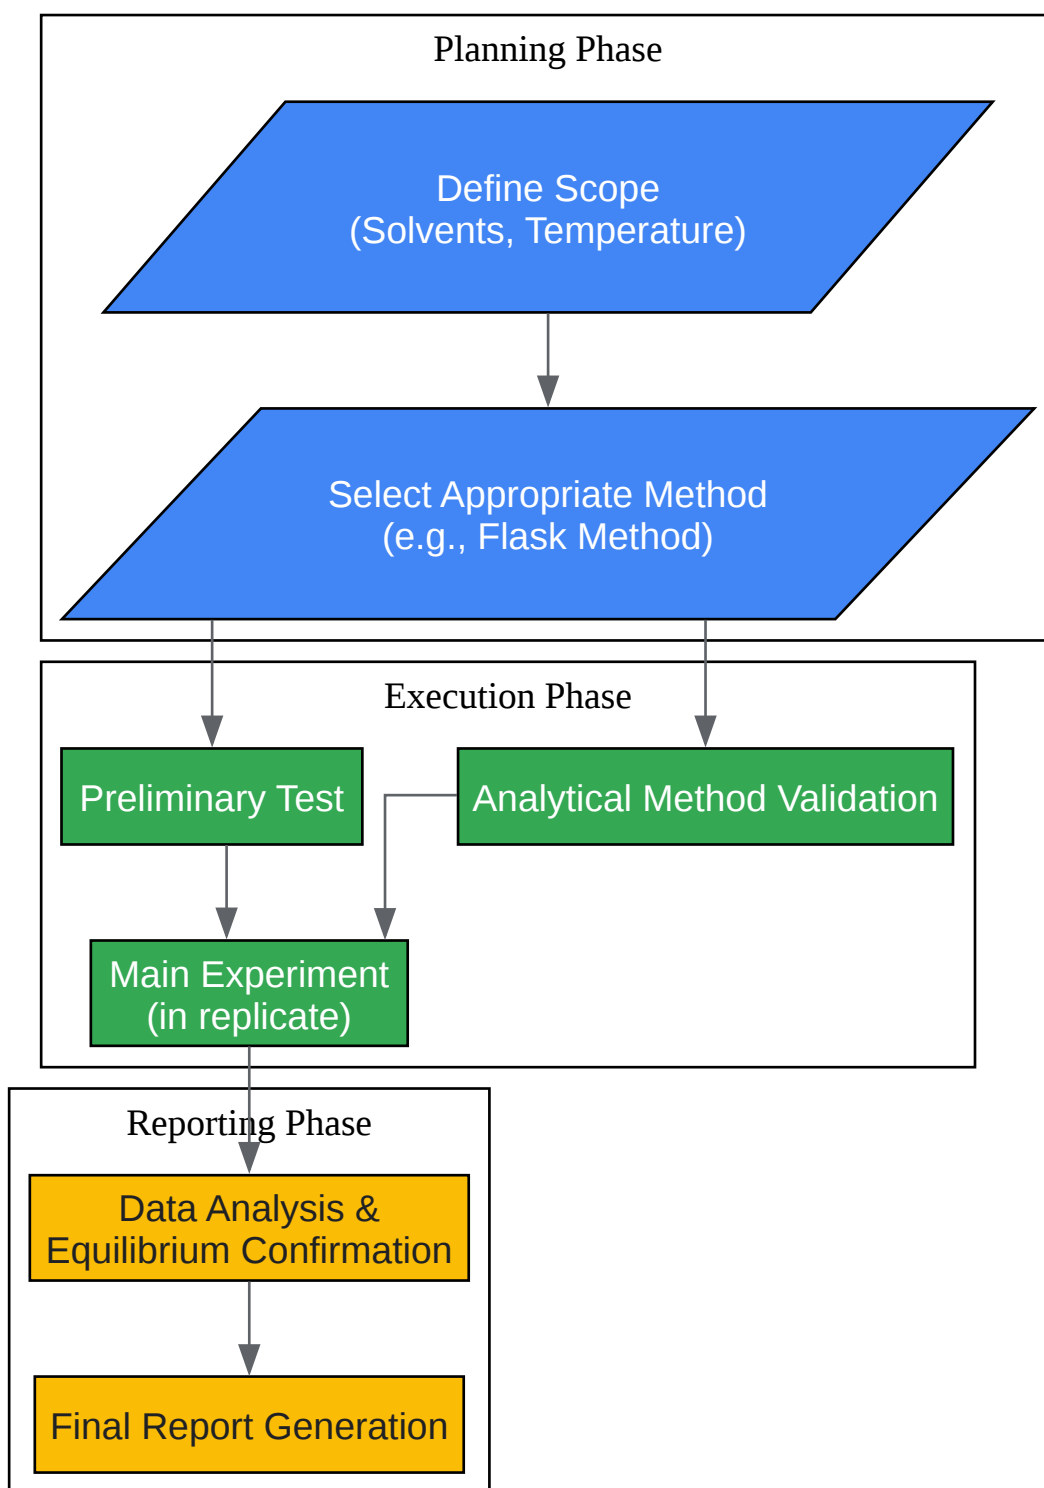 Planning Phase
Define Scope
(Solvents, Temperature)
Select Appropriate Method
(e.g., Flask Method)
Execution Phase
Preliminary Test
Analytical Method Validation
Main Experiment
(in replicate)
Reporting Phase
Data Analysis &
Equilibrium Confirmation
Final Report Generation